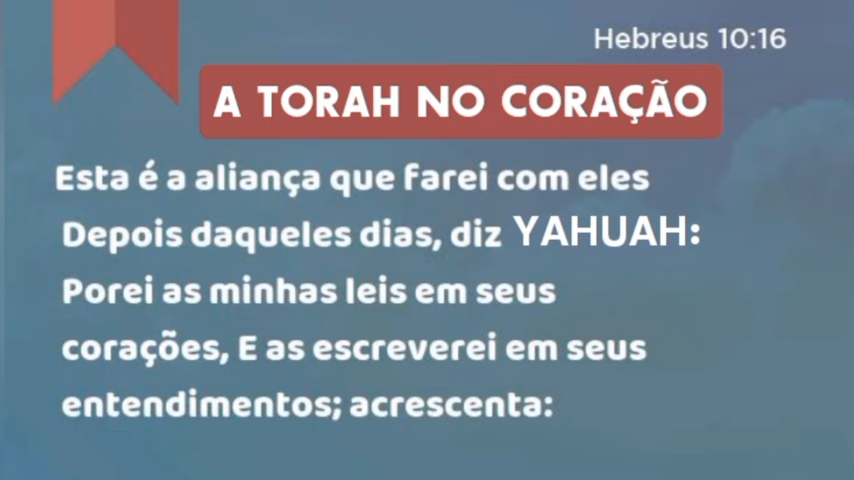 Hebreus 10:16
A TORAH NO CORAÇÃO
Esta é a aliança que farei com eles
Depois daqueles dias, diz YAHUAH:
Porei as minhas leis em seus
corações, E as escreverei em seus
entendimentos; acrescenta: